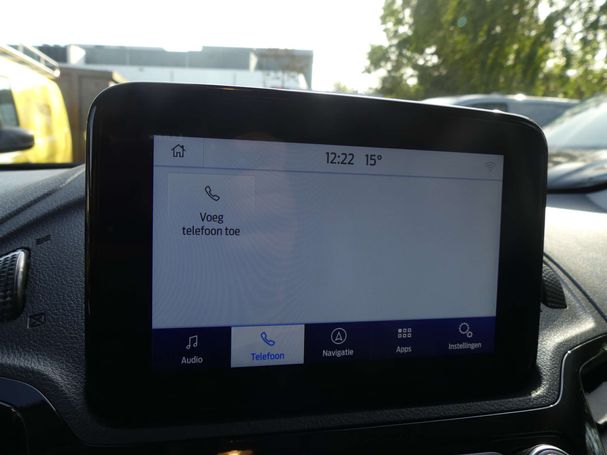 12:22 15°
Voeg
telefoon toe
Audio
Telefoon
Navigatie
Apps
Instellingen